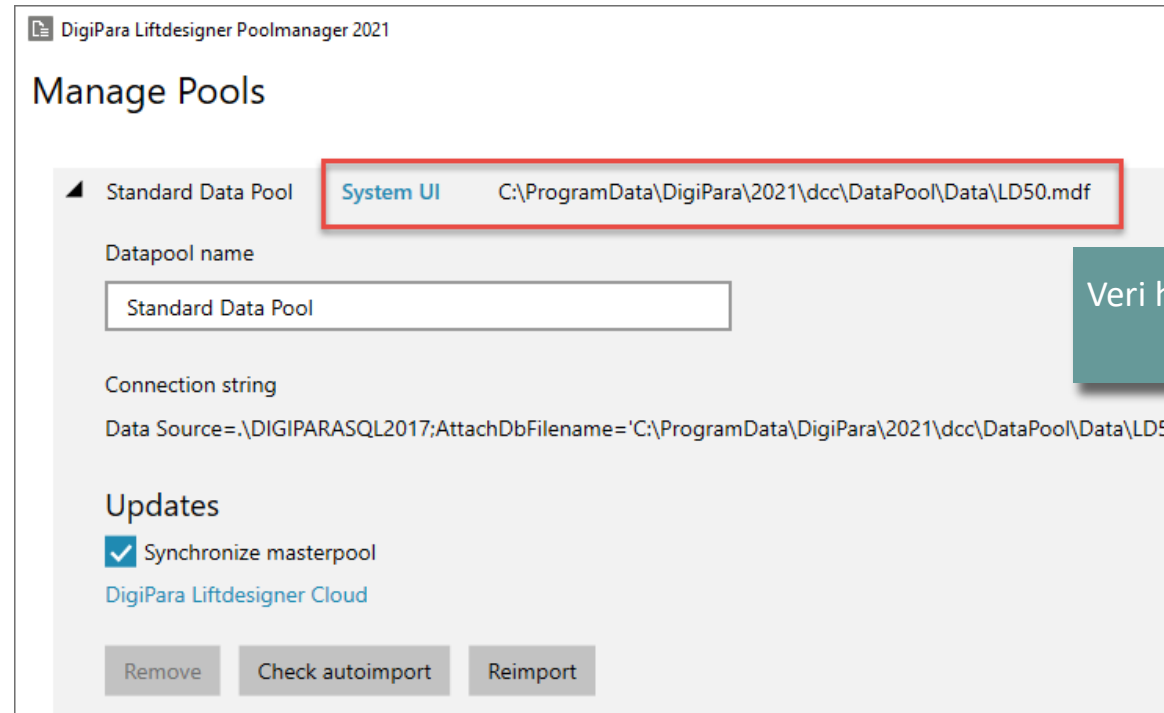 DigiPara Liftdesigner Poolmanager 2021
Manage Pools
Standard Data Pool System UI C:\ProgramData\DigiPara\2021\dcc\DataPool\Data\LD50.mdf
Datapool name
Standard Data Pool
Veri
Connection string
Data Source=.\DIGIPARASQL2017;AttachDbFilename='C:\ProgramData\DigiPara\2021\dcc\DataPool\Data\LD5
Updates
Synchronize masterpool
DigiPara Liftdesigner Cloud
Remove Check autoimport Reimport